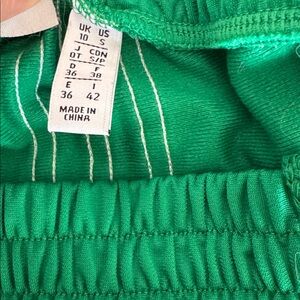 UK US
10 S
J CDN
OT S/P
D F
36 38
E I
36 42
MADE IN
CHINA